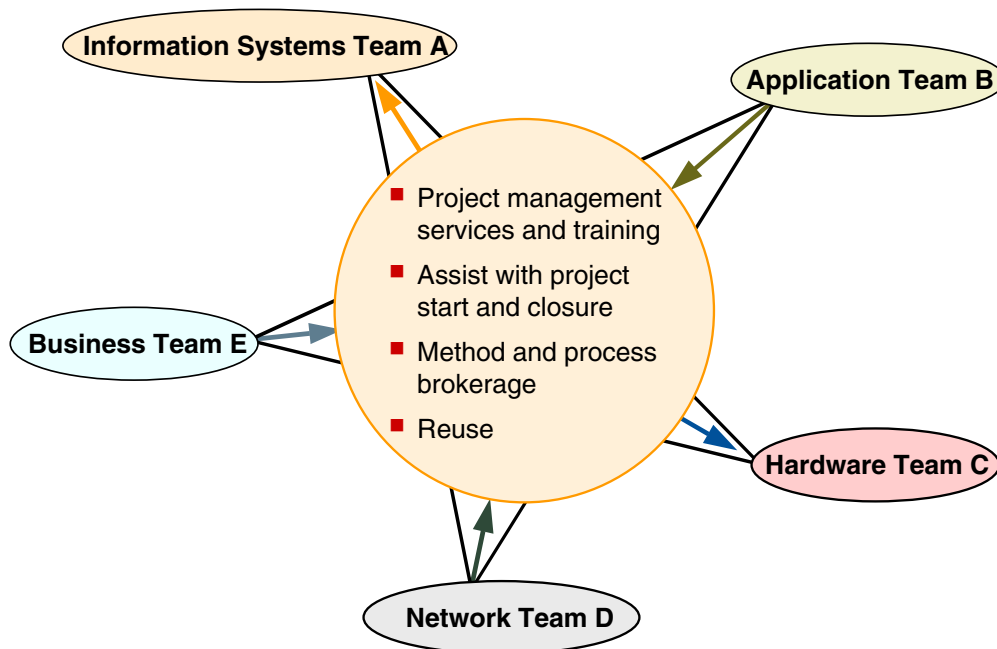 Information Systems Team A
Application Team B
■ Project management
services and training
■ Assist with project
start and closure
■ Method and process
brokerage
■ Reuse
Business Team E
Hardware Team C
Network Team D